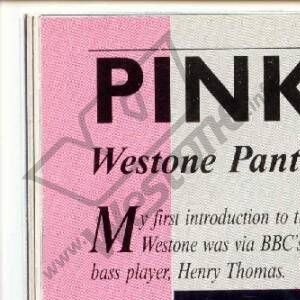 PINK
Westone Pant
My first introduction to t
Westone was via BBC's
bass player, Henry Thomas.